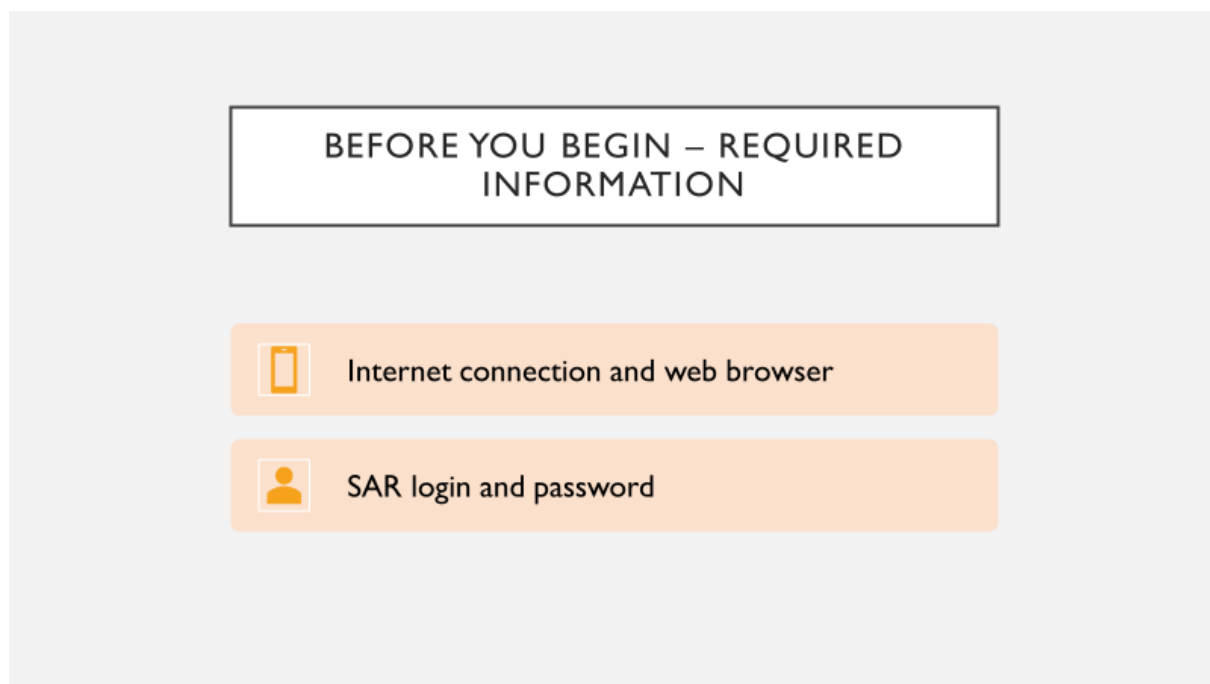 BEFORE YOU BEGIN – REQUIRED
INFORMATION
Internet connection and web browser
SAR login and password